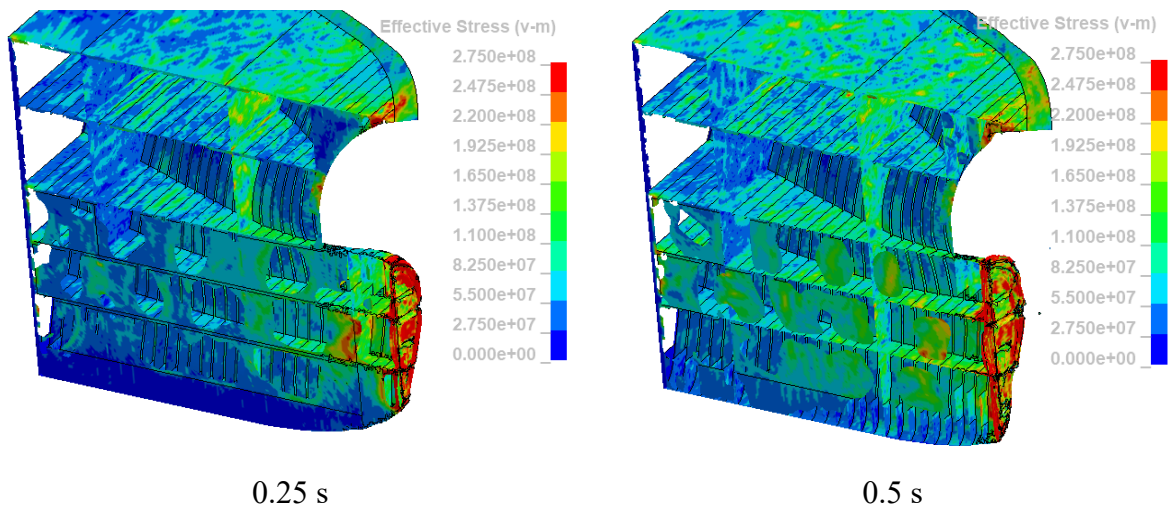 Effective Stress (v-m)
2.750e+08
2.475e+08
2.200e+08
1.925e+08
1.650e+08
1.375e+08
1.100e+08
8.250e+07
5.500e+07
2.750e+07
0.000e+00
0.25 s
Effective Stress (v-m)
2.750e+08
2.475e+08
2.200e+08
1.925e+08
1.650e+08
1.375e+08
1.100e+08
8.250e+07
5.500e+07
2.750e+07
0.000e+00
0.5 s